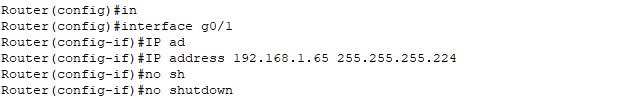 Router(config)#in
Router(config)#interface g0/1
Router(config-if)#IP ad
Router(config-if)#IP address 192.168.1.65 255.255.255.224
Router(config-if)#no sh
Router(config-if)#no shutdown